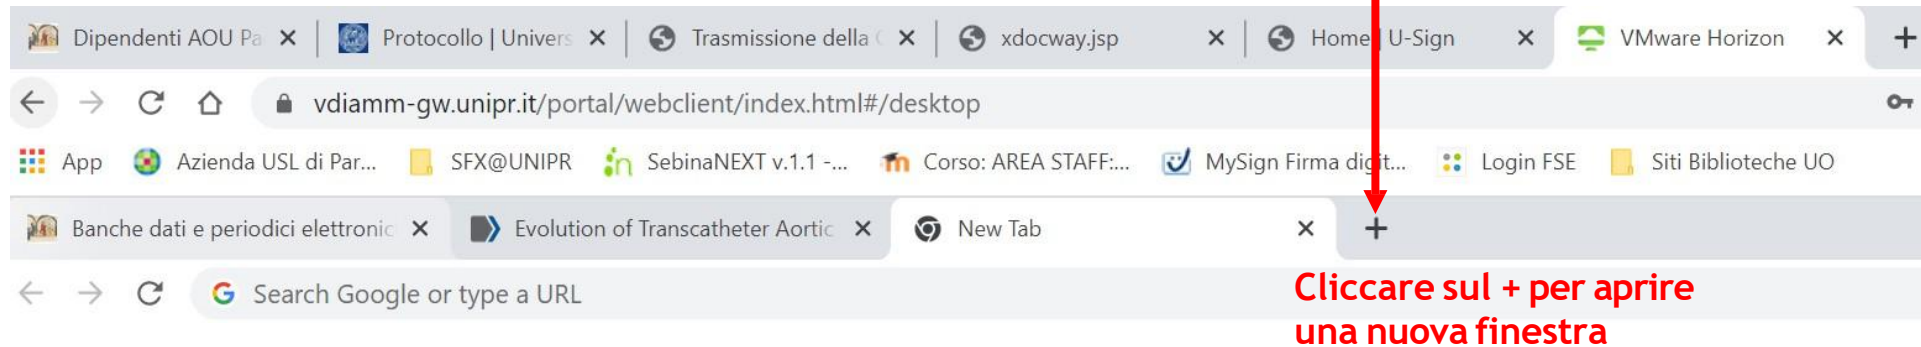 Dipendenti AOU Pa
Protocollo | Univers
Trasmissione della C
xdocway.jsp
Home | U-Sign
VMware Horizon
vdiamm-gw.unipr.it/portal/webclient/index.html#/desktop
App
Azienda USL di Par...
SFX@UNIPR
SebinaNEXT v.1.1 -...
Corso: AREA STAFF:...
MySign Firma digit...
Login FSE
Siti Biblioteche UO
Banche dati e periodici elettronic
Evolution of Transcatheter Aortic
New Tab
Search Google or type a URL
Cliccare sul + per aprire
una nuova finestra